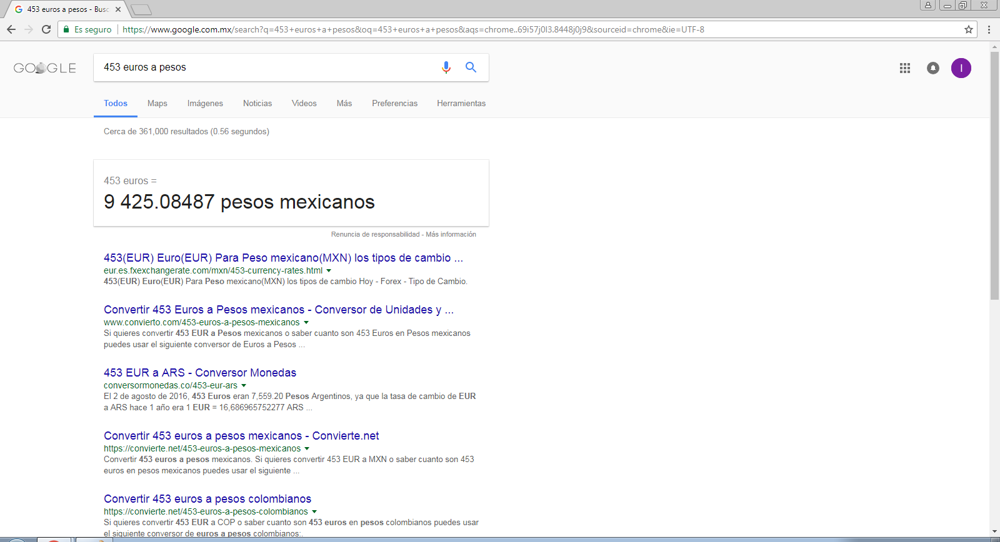 453 euros a pesos - Busc
Es seguro
https://www.google.com.mx/search?q=453+euros+a+pesos&oq=453+euros+a+pesos&aqs=chrome..69i57j0l3.8448j0j9&sourceid=chrome&ie=UTF-8
GOOGLE
453 euros a pesos
I
Todos Maps Imágenes Noticias Videos Más Preferencias Herramientas
Cerca de 361,000 resultados (0.56 segundos)
453 euros =
9 425.08487 pesos mexicanos
Renuncia de responsabilidad - Más información
453(EUR) Euro(EUR) Para Peso mexicano(MXN) los tipos de cambio ...
eur.es.fxexchangerate.com/mxn/453-currency-rates.html
453(EUR) Euro(EUR) Para Peso mexicano(MXN) los tipos de cambio Hoy - Forex - Tipo de Cambio.
Convertir 453 Euros a Pesos mexicanos - Conversor de Unidades y ...
www.convierto.com/453-euros-a-pesos-mexicanos
Si quieres convertir 453 EUR a Pesos mexicanos o saber cuanto son 453 Euros en Pesos mexicanos
puedes usar el siguiente conversor de Euros a Pesos ...
453 EUR a ARS - Conversor Monedas
conversormonedas.co/453-eur-ars
El 2 de agosto de 2016, 453 Euros eran 7,559.20 Pesos Argentinos, ya que la tasa de cambio de EUR
a ARS hace 1 año era 1 EUR = 16,686965752277 ARS ...
Convertir 453 euros a pesos mexicanos - Convierte.net
https://convierte.net/453-euros-a-pesos-mexicanos
Convertir 453 euros a pesos mexicanos. Si quieres convertir 453 EUR a MXN o saber cuanto son 453
euros en pesos mexicanos puedes usar el siguiente ...
Convertir 453 euros a pesos colombianos
https://convierte.net/453-euros-a-pesos-colombianos
Si quieres convertir 453 EUR a COP o saber cuanto son 453 euros en pesos colombianos puedes usar
el siguiente conversor de euros a pesos colombianos:.